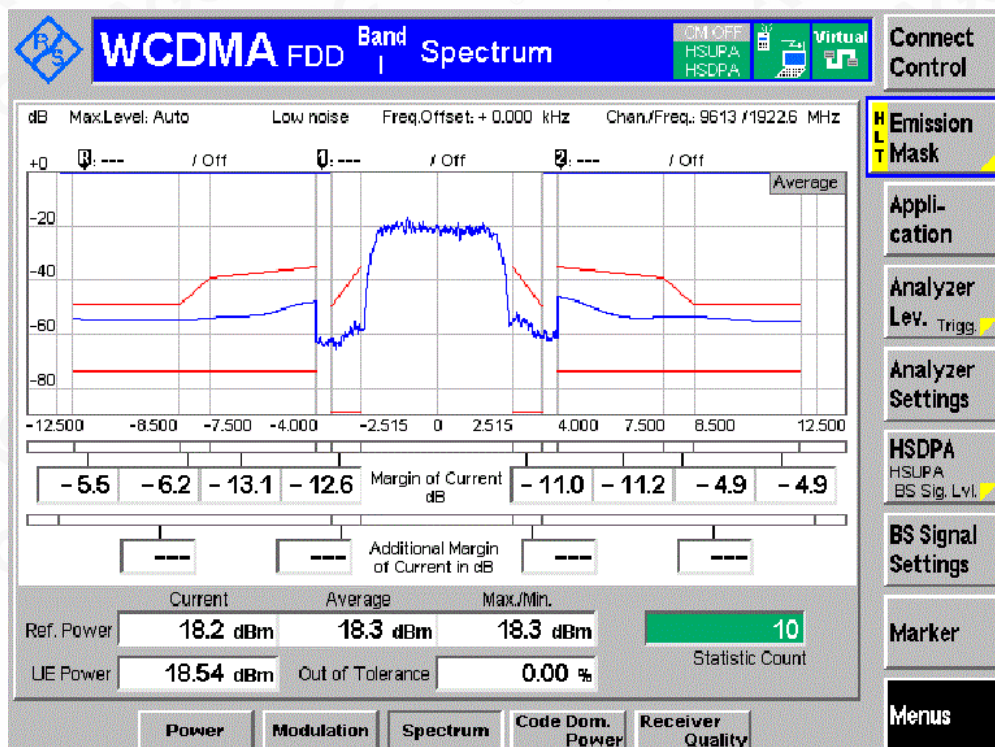 R/S
WCDMA FDD Band I Spectrum
CM OFF
HSUPA
HSDPA
Virtual
Connect Control
dB Max.Level: Auto Low noise Freq.Offset: + 0.000 kHz Chan./Freq.: 9613 /1922.6 MHz
HLT Emission Mask
R: --- / Off 1: --- / Off 2: --- / Off
Average
+0
-20
-40
-60
-80
-12.500 -8.500 -7.500 -4.000 -2.515 0 2.515 4.000 7.500 8.500 12.500
Appli-
cation
Analyzer
Lev. Trigg.
Analyzer
Settings
- 5.5 - 6.2 - 13.1 - 12.6 Margin of Current dB - 11.0 - 11.2 - 4.9 - 4.9
HSDPA
HSUPA
BS Sig. Lvl.
--- --- Additional Margin of Current in dB --- ---
BS Signal
Settings
Current Average Max./Min.
Ref. Power 18.2 dBm 18.3 dBm 18.3 dBm 10
Statistic Count
UE Power 18.54 dBm Out of Tolerance 0.00 %
Marker
Menus
Power Modulation Spectrum Code Dom. Power Receiver Quality